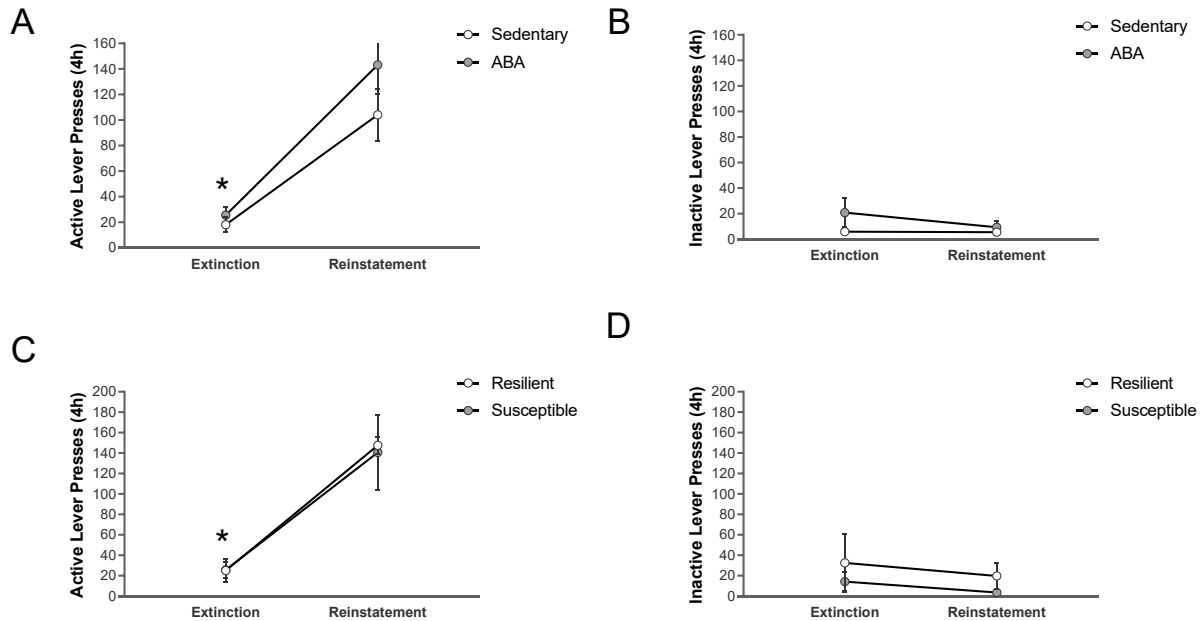 A
Active Lever Presses (4h)
160
140
120
100
80
60
40
20
0
*
Extinction
Reinstatement
Sedentary
ABA
B
Inactive Lever Presses (4h)
160
140
120
100
80
60
40
20
0
Extinction
Reinstatement
Sedentary
ABA
C
Active Lever Presses (4h)
200
180
160
140
120
100
80
60
40
20
0
*
Extinction
Reinstatement
Resilient
Susceptible
D
Inactive Lever Presses (4h)
200
180
160
140
120
100
80
60
40
20
0
Extinction
Reinstatement
Resilient
Susceptible